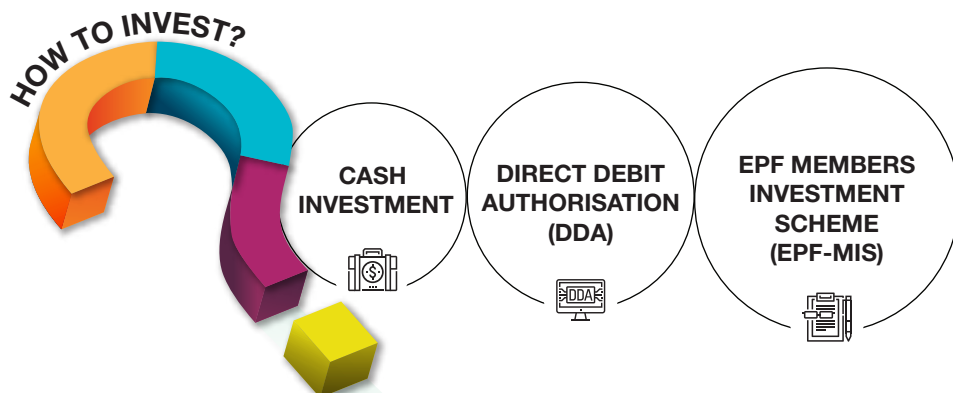 HOW TO INVEST?
CASH
INVESTMENT
$
DIRECT DEBIT
AUTHORISATION
(DDA)
DDA
EPF MEMBERS
INVESTMENT
SCHEME
(EPF-MIS)